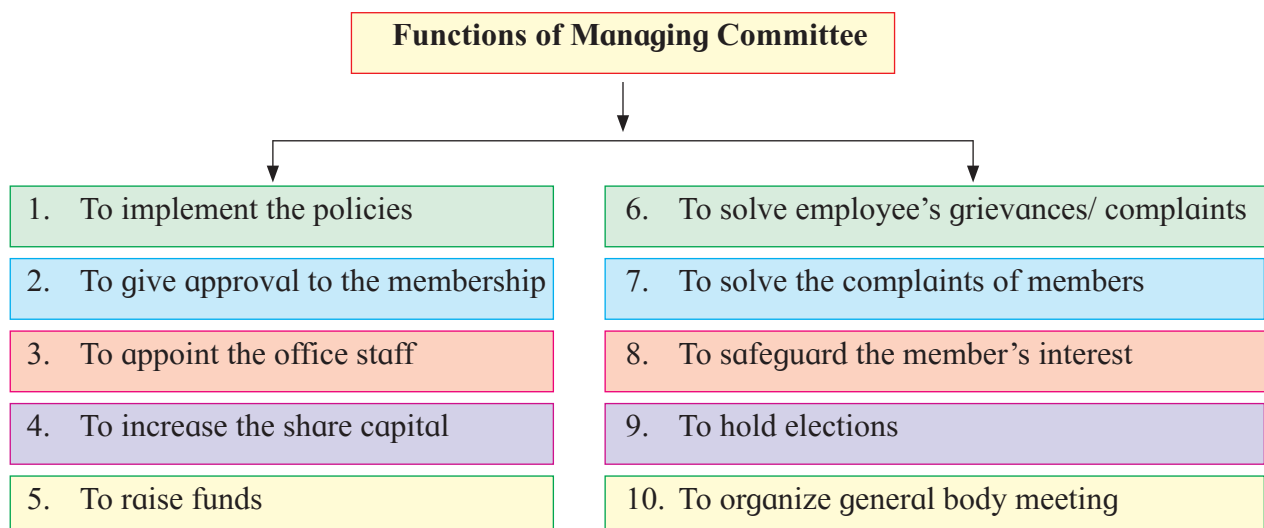 Functions of Managing Committee
1. To implement the policies
2. To give approval to the membership
3. To appoint the office staff
4. To increase the share capital
5. To raise funds
6. To solve employee’s grievances/ complaints
7. To solve the complaints of members
8. To safeguard the member’s interest
9. To hold elections
10. To organize general body meeting